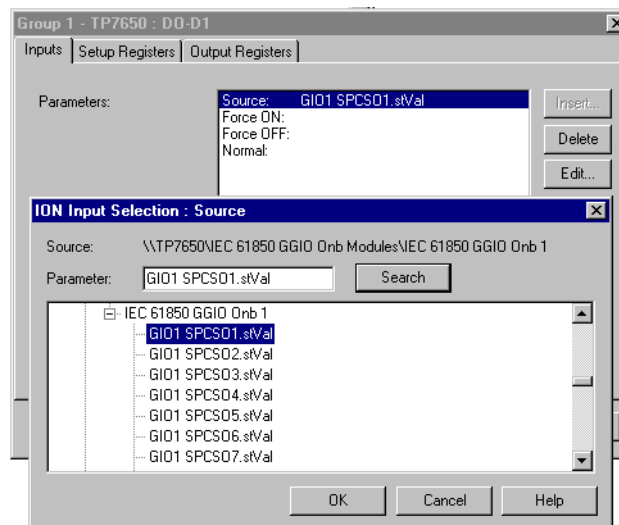 Group 1 - TP7650 : DO-D1
Inputs Setup Registers Output Registers
Parameters:
Source: GIO1 SPCSO1.stVal
Force ON:
Force OFF:
Normal:
Insert...
Delete
Edit...
ION Input Selection : Source
Source: \\TP7650\IEC 61850 GGIO Onb Modules\IEC 61850 GGIO Onb 1
Parameter: GIO1 SPCSO1.stVal Search
IEC 61850 GGIO Onb 1
GIO1 SPCSO1.stVal
GIO1 SPCSO2.stVal
GIO1 SPCSO3.stVal
GIO1 SPCSO4.stVal
GIO1 SPCSO5.stVal
GIO1 SPCSO6.stVal
GIO1 SPCSO7.stVal
OK Cancel Help